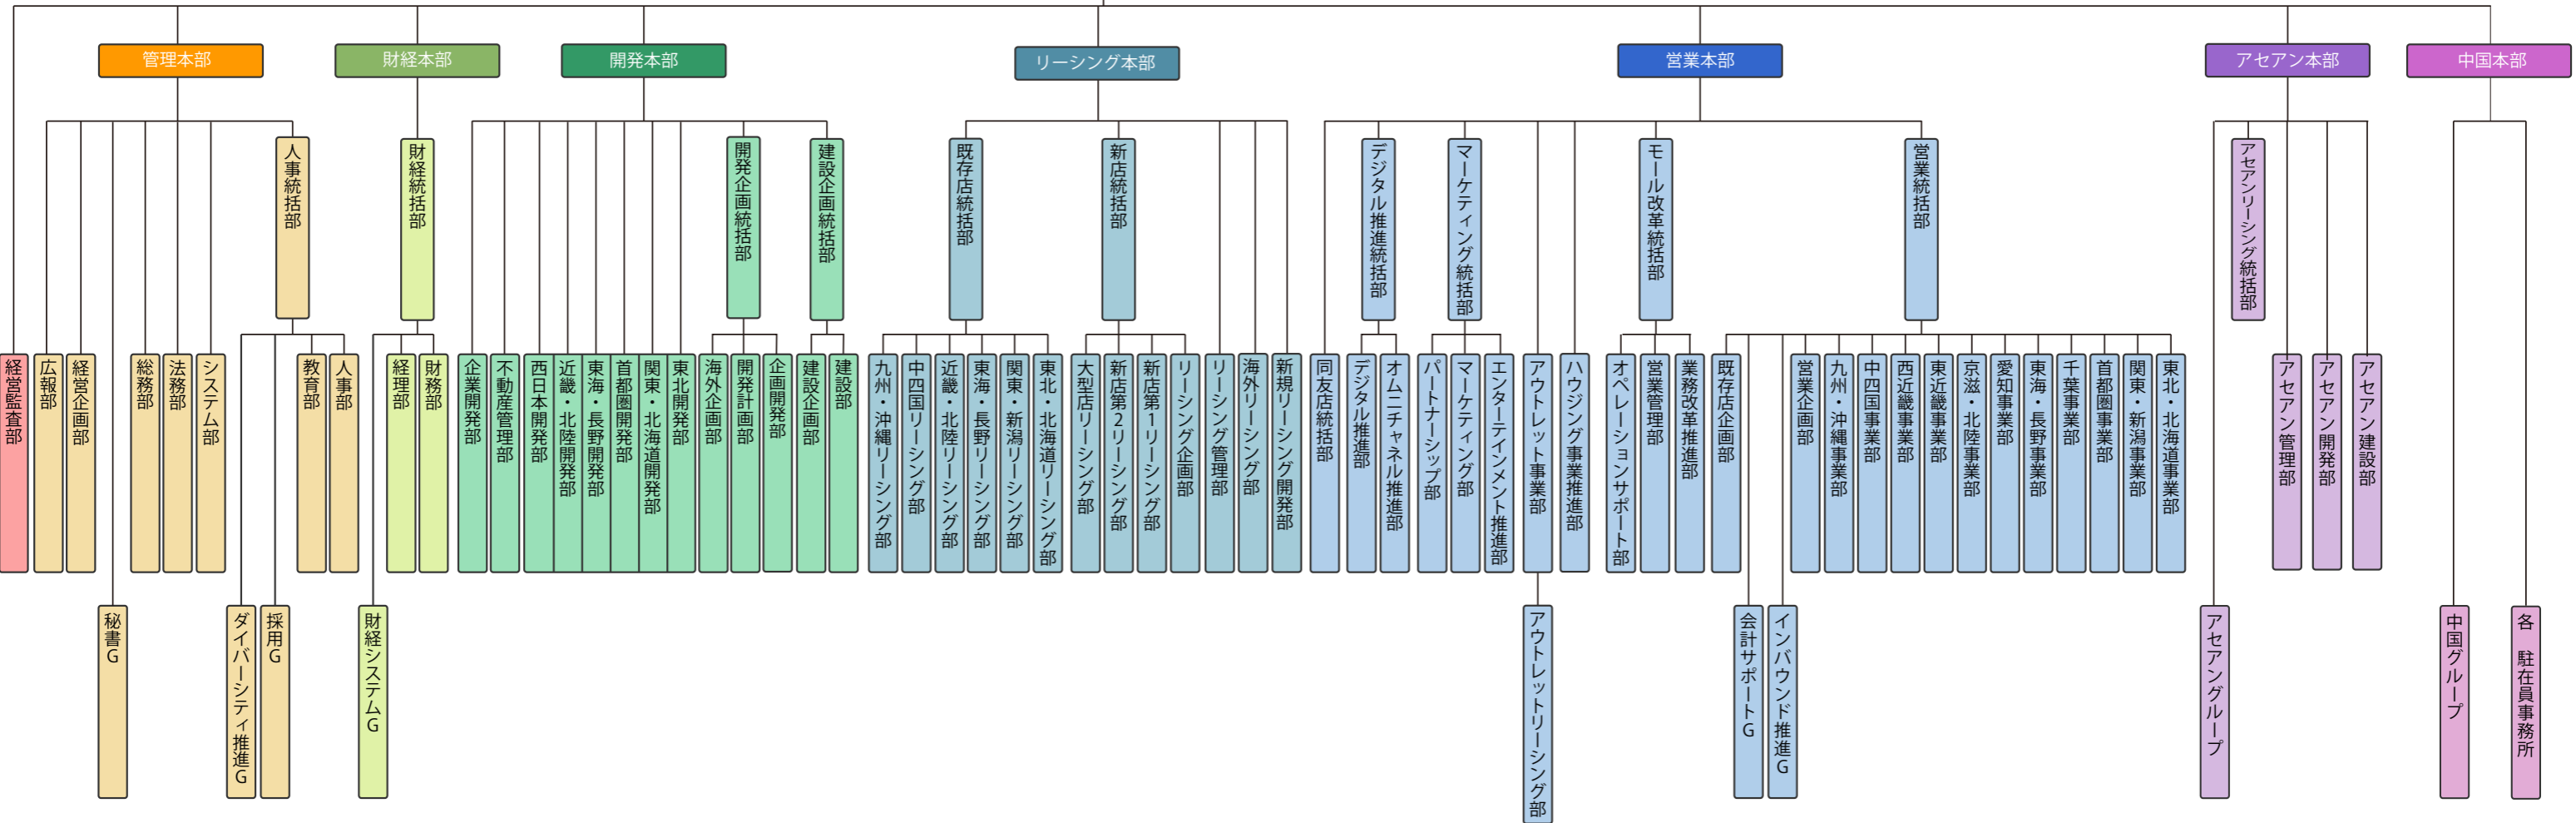 管理本部
財経本部
開発本部
リーシング本部
営業本部
アセアン本部
中国本部
人事統括部
財経統括部
開発企画統括部
建設企画統括部
既存店統括部
新店統括部
デジタル推進統括部
マーケティング統括部
モール改革統括部
営業統括部
アセアンリーシング統括部
経営監査部
広報部
経営企画部
総務部
法務部
システム部
教育部
人事部
経理部
財務部
企業開発部
不動産管理部
西日本開発部
近畿・北陸開発部
東海・長野開発部
首都圏開発部
関東・北海道開発部
東北開発部
海外企画部
開発計画部
企画開発部
建設企画部
建設部
九州・沖縄リーシング部
中四国リーシング部
近畿・北陸リーシング部
東海・長野リーシング部
関東・新潟リーシング部
東北・北海道リーシング部
大型店リーシング部
新店第2リーシング部
新店第1リーシング部
リーシング企画部
リーシング管理部
海外リーシング部
新規リーシング開発部
同友店統括部
デジタル推進部
オムニチャネル推進部
パートナーシップ部
マーケティング部
エンターテインメント推進部
アウトレット事業部
ハウジング事業推進部
オペレーションサポート部
営業管理部
業務改革推進部
既存店企画部
営業企画部
九州・沖縄事業部
中四国事業部
西近畿事業部
東近畿事業部
京滋・北陸事業部
愛知事業部
東海・長野事業部
千葉事業部
首都圏事業部
関東・新潟事業部
東北・北海道事業部
アセアン管理部
アセアン開発部
アセアン建設部
秘書G
ダイバーシティ推進G
採用G
財経システムG
アウトレットリーシング部
会計サポートG
インバウンド推進G
アセアングループ
中国グループ
各　駐在員事務所